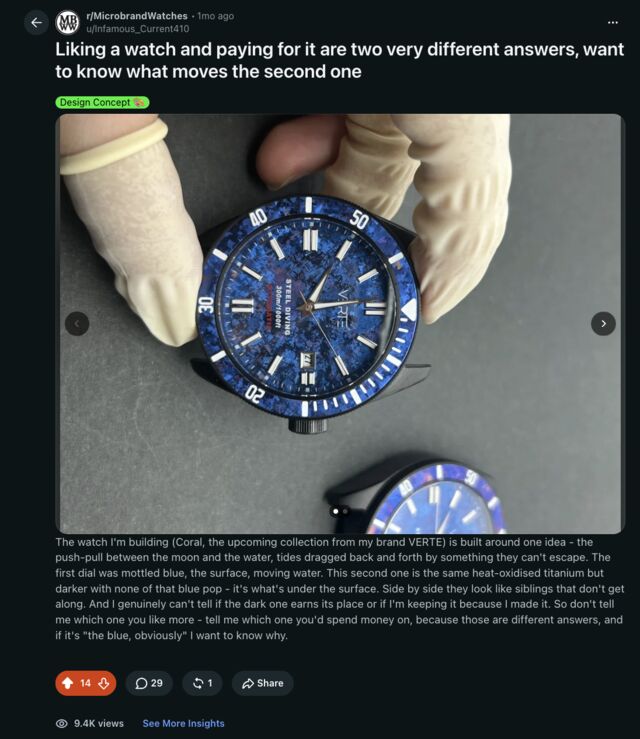 r/MicrobrandWatches • 1mo ago
u/Infamous_Current410
Liking a watch and paying for it are two very different answers, want
to know what moves the second one
Design Concept
40
50
30
20
VERTE
STEEL DIVING
300m/1000ft
40
50
The watch I'm building (Coral, the upcoming collection from my brand VERTE) is built around one idea - the
push-pull between the moon and the water, tides dragged back and forth by something they can't escape. The
first dial was mottled blue, the surface, moving water. This second one is the same heat-oxidised titanium but
darker with none of that blue pop - it's what's under the surface. Side by side they look like siblings that don't get
along. And I genuinely can't tell if the dark one earns its place or if I'm keeping it because I made it. So don't tell
me which one you like more - tell me which one you'd spend money on, because those are different answers, and
if it's "the blue, obviously" I want to know why.
14
29
1
Share
9.4K views
See More Insights